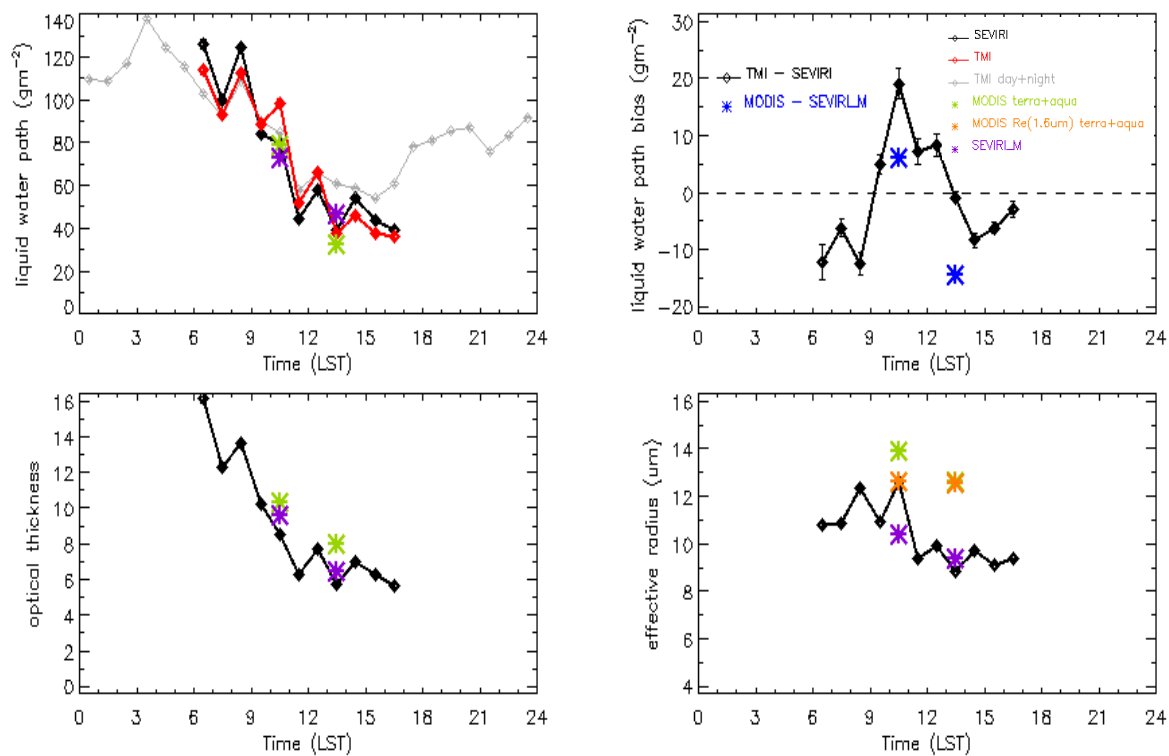 liquid water path (gm⁻²)
140
120
100
80
60
40
20
0
0 3 6 9 12 15 18 21 24
Time (LST)
liquid water path bias (gm⁻²)
30
20
10
0
−10
−20
TMI − SEVIRI
MODIS − SEVIRI_M
SEVIRI
TMI
TMI day+night
MODIS terra+aqua
MODIS Re(1.6um) terra+aqua
SEVIRI_M
0 3 6 9 12 15 18 21 24
Time (LST)
optical thickness
16
14
12
10
8
6
4
2
0
0 3 6 9 12 15 18 21 24
Time (LST)
effective radius (um)
16
14
12
10
8
6
4
0 3 6 9 12 15 18 21 24
Time (LST)